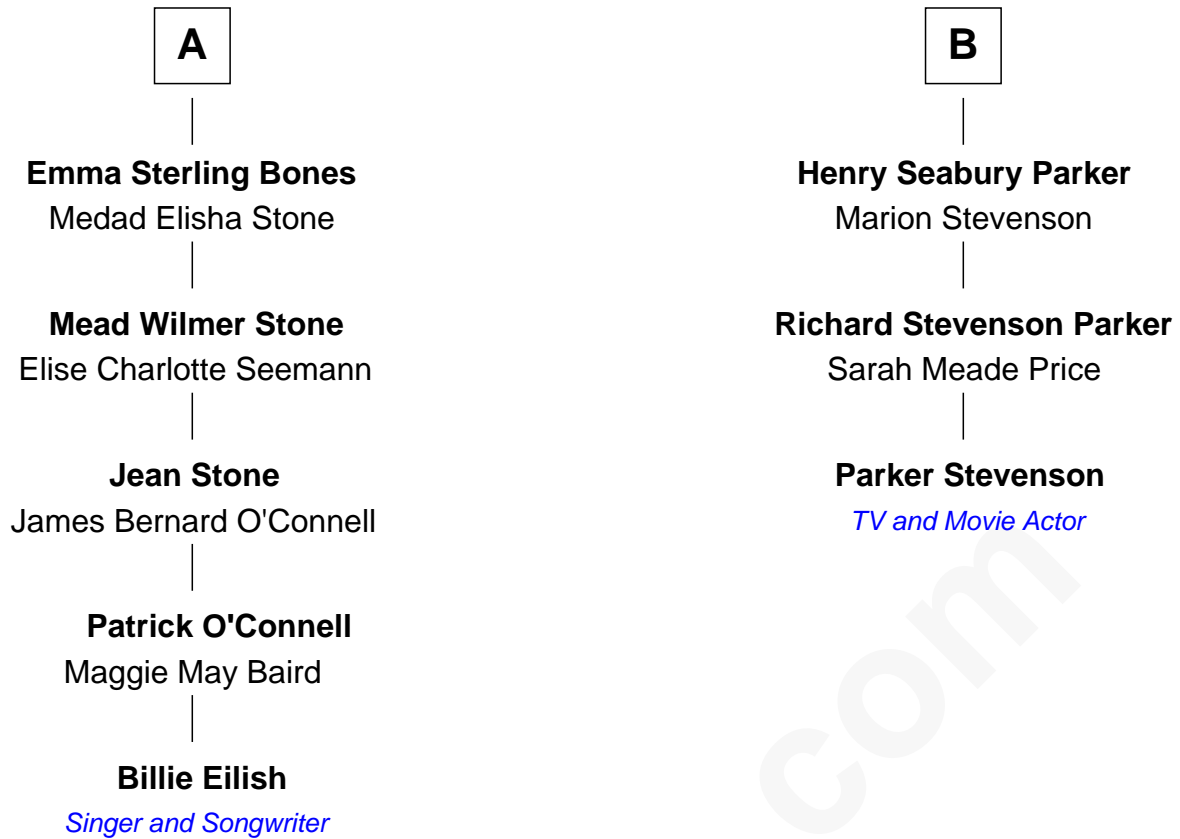 A
Emma Sterling Bones
Medad Elisha Stone
Mead Wilmer Stone
Elise Charlotte Seemann
Jean Stone
James Bernard O'Connell
Patrick O'Connell
Maggie May Baird
Billie Eilish
Singer and Songwriter
B
Henry Seabury Parker
Marion Stevenson
Richard Stevenson Parker
Sarah Meade Price
Parker Stevenson
TV and Movie Actor
com